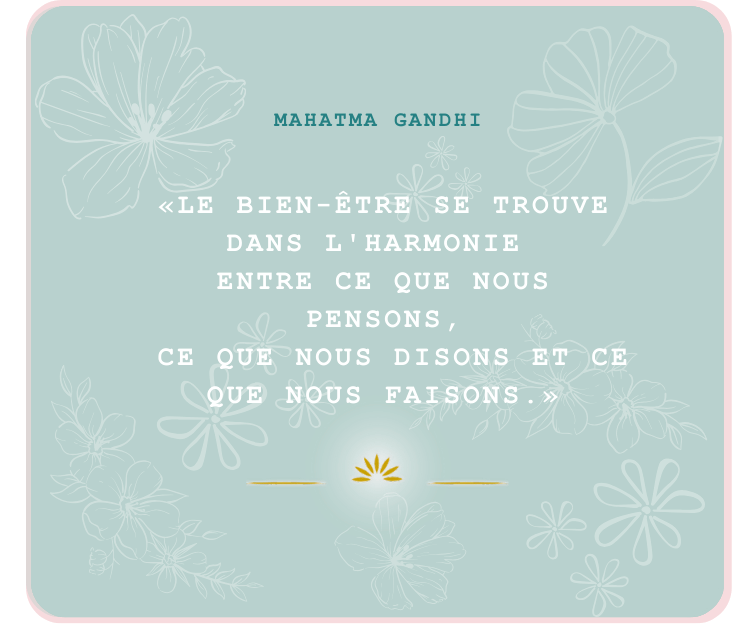 MAHATMA GANDHI
«LE BIEN-ÊTRE SE TROUVE
DANS L'HARMONIE
ENTRE CE QUE NOUS
PENSONS,
CE QUE NOUS DISONS ET CE
QUE NOUS FAISONS.»